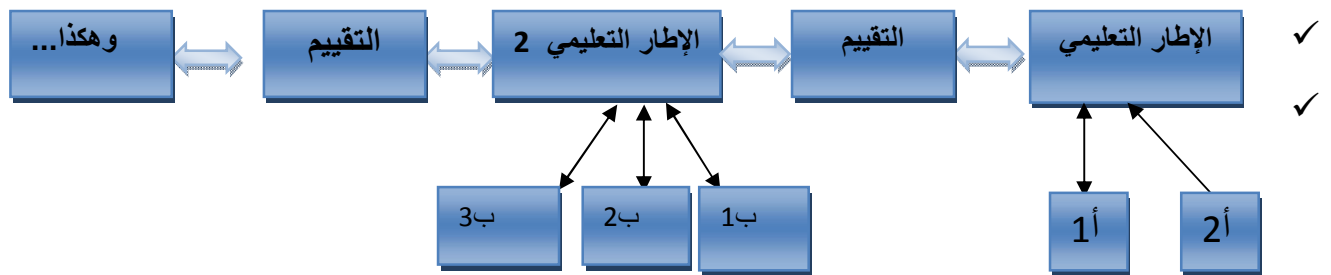 الإطار التعليمي
التقييم
الإطار التعليمي 2
التقييم
وهكذا...
أ2
أ1
ب1
ب2
ب3